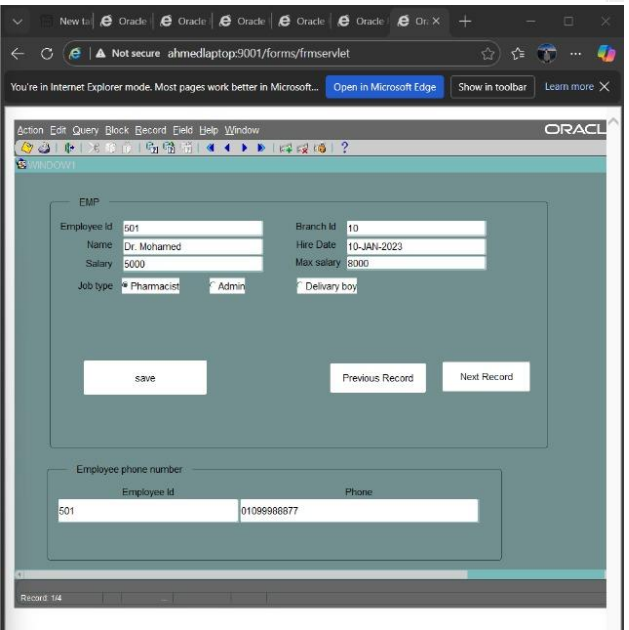 New ta Oracle Oracle Oracle Oracle Oracle Or
Not secure ahmedlaptop:9001/forms/frmservlet
You're in Internet Explorer mode. Most pages work better in Microsoft... Open in Microsoft Edge Show in toolbar Learn more
Action Edit Query Block Record Field Help Window ORACL
WINDOW1
EMP
Employee Id 501 Branch Id 10
Name Dr. Mohamed Hire Date 10-JAN-2023
Salary 5000 Max salary 8000
Job type Pharmacist Admin Delivary boy
save Previous Record Next Record
Employee phone number
Employee Id Phone
501 01099988877
Record: 1/4 ...